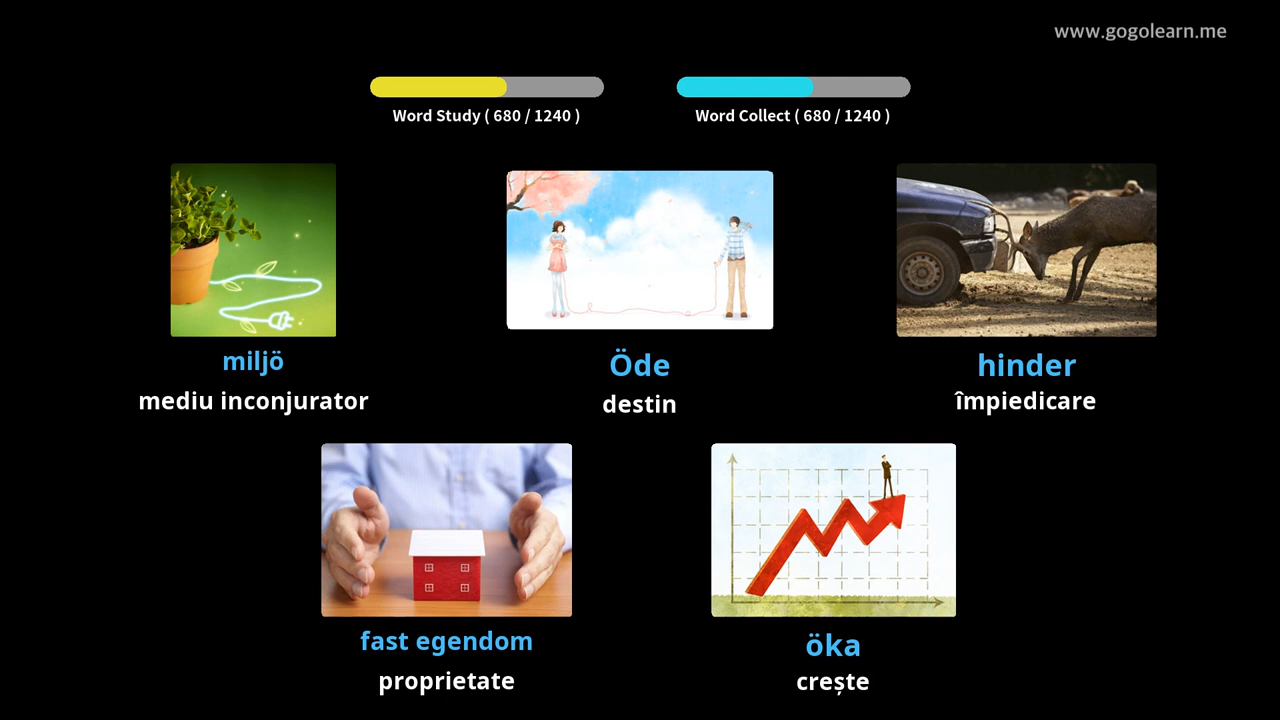 www.gogolearn.me
Word Study ( 680 / 1240 )
Word Collect ( 680 / 1240 )
miljö
mediu inconjurator
Öde
destin
hinder
împiedicare
fast egendom
proprietate
öka
crește